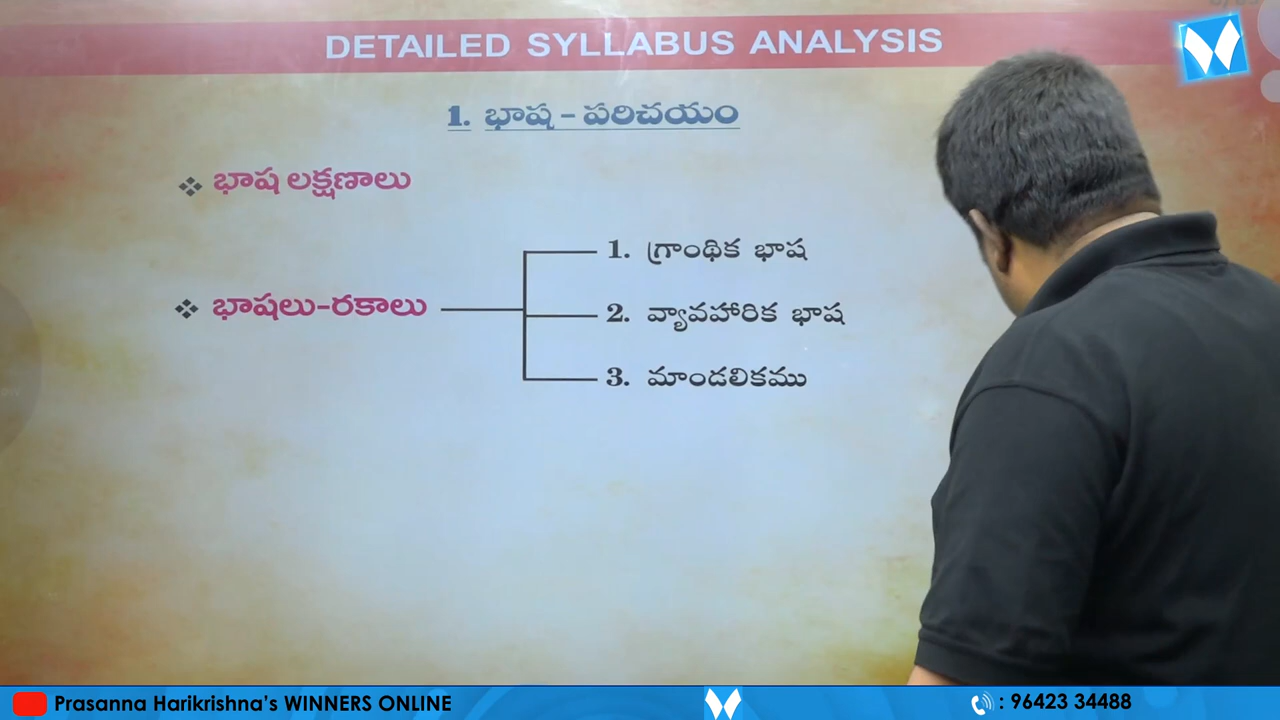 DETAILED SYLLABUS ANALYSIS
1. భాష – పరిచయం
❖ భాష లక్షణాలు
❖ భాషలు-రకాలు
1. గ్రాంథిక భాష
2. వ్యావహారిక భాష
3. మాండలికము
Prasanna Harikrishna's WINNERS ONLINE
: 96423 34488